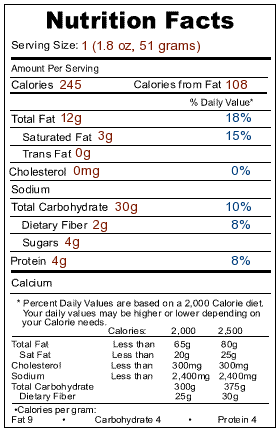 Nutrition Facts
Serving Size: 1 (1.8 oz, 51 grams)
Amount Per Serving
Calories 245 Calories from Fat 108
% Daily Value*
Total Fat 12g 18%
Saturated Fat 3g 15%
Trans Fat 0g
Cholesterol 0mg 0%
Sodium
Total Carbohydrate 30g 10%
Dietary Fiber 2g 8%
Sugars 4g
Protein 4g 8%
Calcium
* Percent Daily Values are based on a 2,000 Calorie diet.
Your daily values may be higher or lower depending on
your Calorie needs.
Calories: 2,000 2,500
Total Fat Less than 65g 80g
Sat Fat Less than 20g 25g
Cholesterol Less than 300mg 300mg
Sodium Less than 2,400mg 2,400mg
Total Carbohydrate 300g 375g
Dietary Fiber 25g 30g
•Calories per gram:
Fat 9 • Carbohydrate 4 • Protein 4